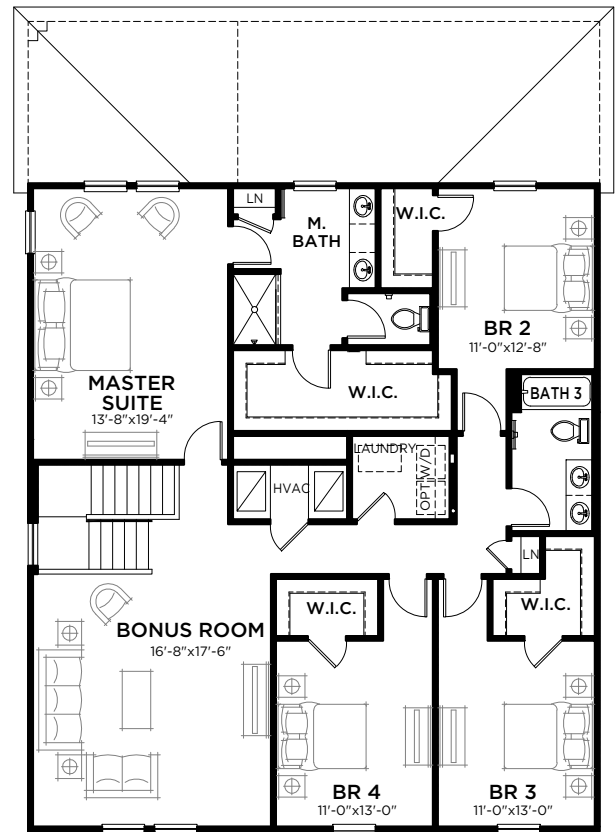 LN
M.
BATH
W.I.C.
BR 2
11'-0"x12'-8"
MASTER
SUITE
13'-8"x19'-4"
W.I.C.
BATH 3
LAUNDRY
OPT W/D
HVAC
LN
BONUS ROOM
16'-8"x17'-6"
W.I.C.
W.I.C.
BR 4
11'-0"x13'-0"
BR 3
11'-0"x13'-0"